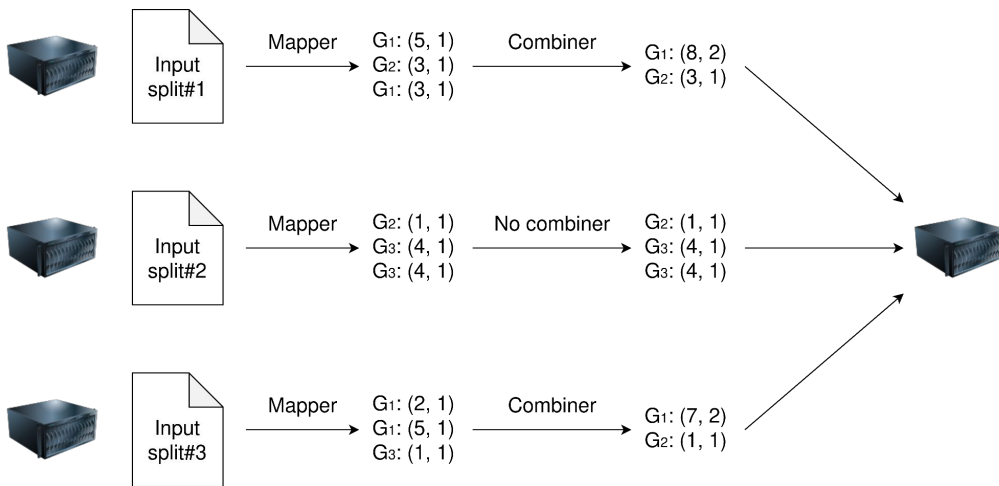 Input
split#1
Mapper
G1: (5, 1)
G2: (3, 1)
G1: (3, 1)
Combiner
G1: (8, 2)
G2: (3, 1)
Input
split#2
Mapper
G2: (1, 1)
G3: (4, 1)
G3: (4, 1)
No combiner
G2: (1, 1)
G3: (4, 1)
G3: (4, 1)
Input
split#3
Mapper
G1: (2, 1)
G1: (5, 1)
G3: (1, 1)
Combiner
G1: (7, 2)
G2: (1, 1)